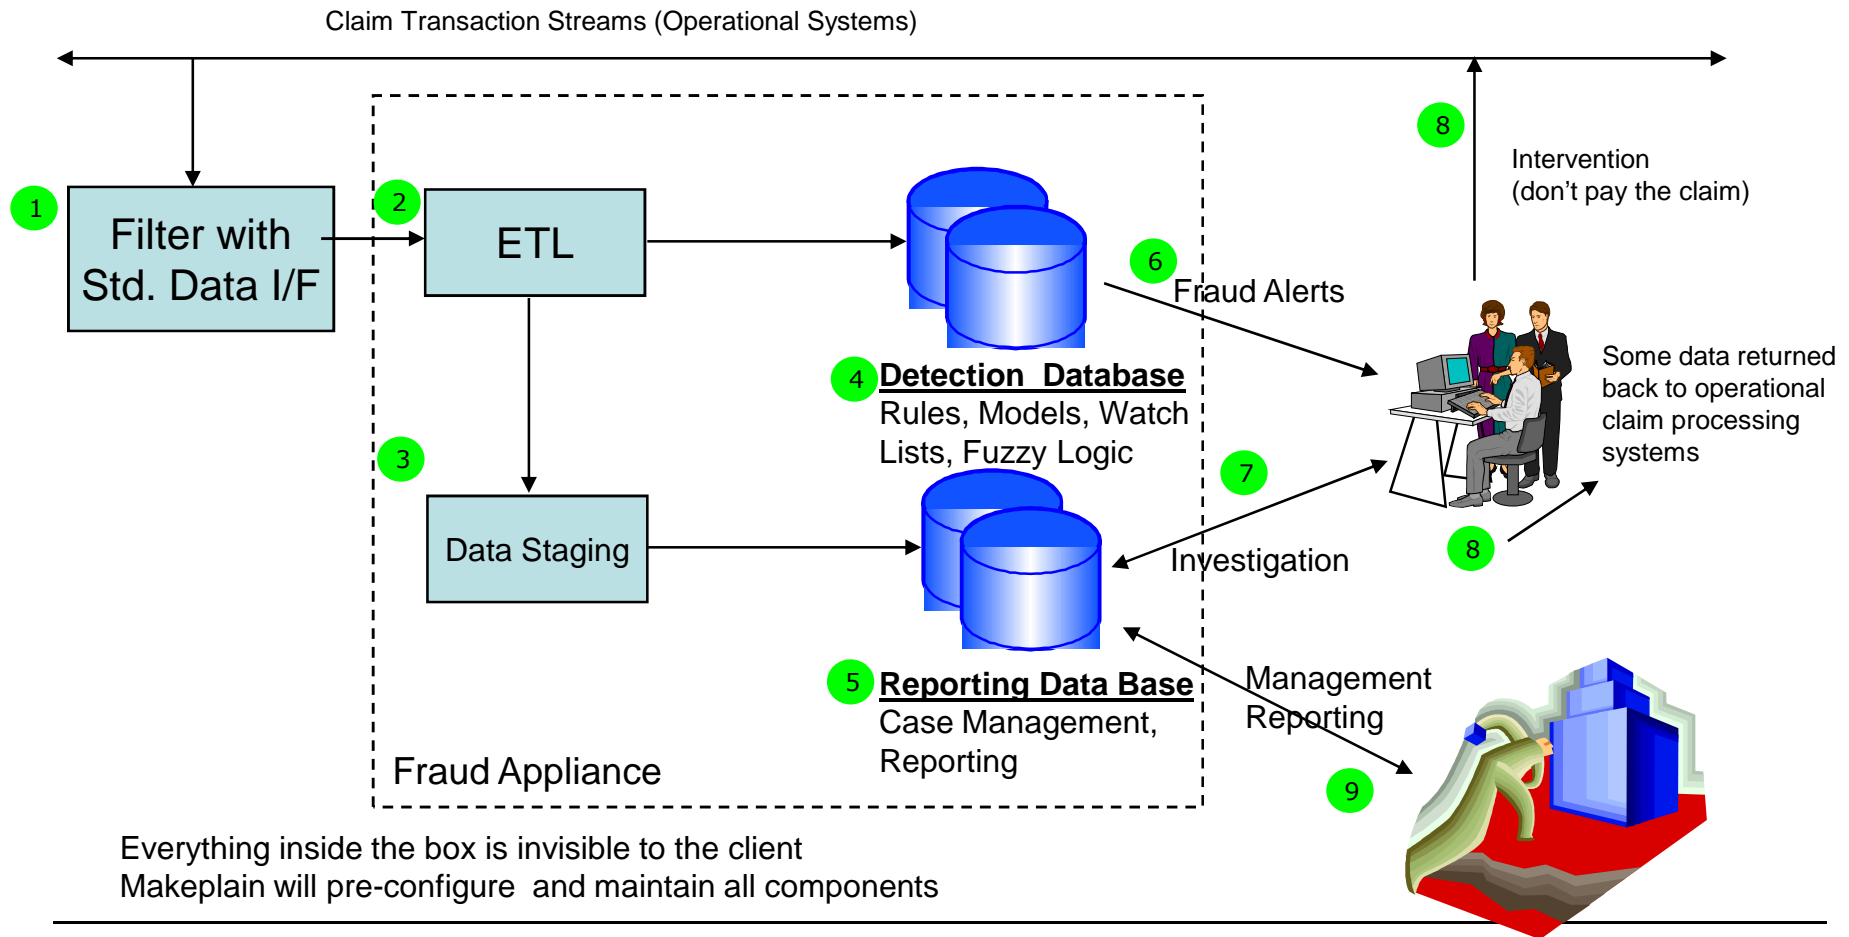 Claim Transaction Streams (Operational Systems)
8
Intervention
(don't pay the claim)
1
Filter with
Std. Data I/F
2
ETL
6
Fraud Alerts
4
Detection  Database
Rules, Models, Watch
Lists, Fuzzy Logic
Some data returned
back to operational
claim processing
systems
3
Data Staging
7
Investigation
8
5
Reporting Data Base
Case Management,
Reporting
Management
Reporting
9
Fraud Appliance
Everything inside the box is invisible to the client
Makeplain will pre-configure  and maintain all components